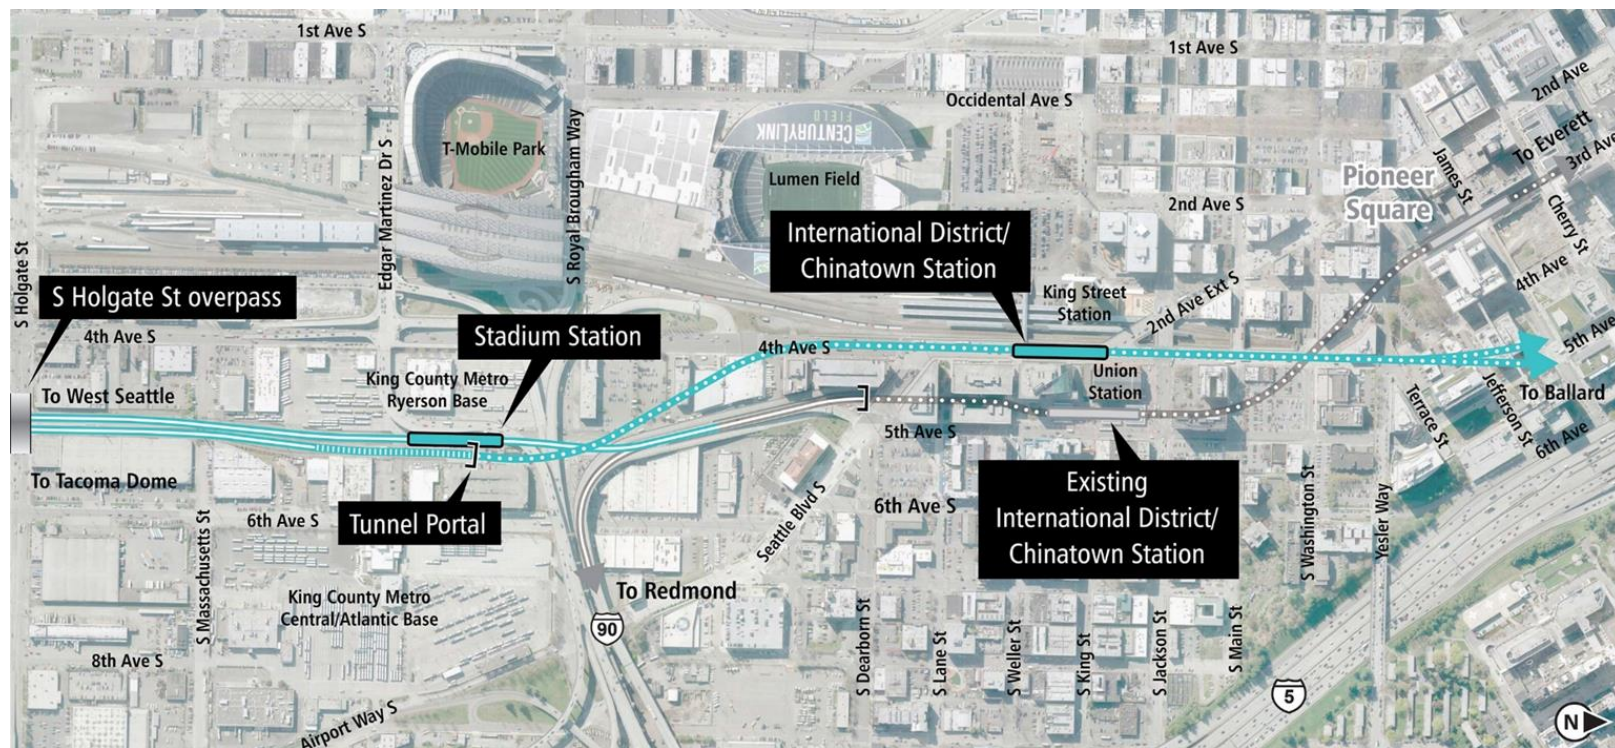 1st Ave S
1st Ave S
2nd Ave
Occidental Ave S
To Everett
3rd Ave
CENTURYLINK
FIELD
T-Mobile Park
Lumen Field
Edgar Martinez Dr S
S Royal Brougham Way
Pioneer
Square
James St
Cherry St
2nd Ave S
4th Ave
5th Ave
International District/
Chinatown Station
King Street
Station
2nd Ave Ext S
S Holgate St
S Holgate St overpass
4th Ave S
Stadium Station
4th Ave S
King County Metro
Ryerson Base
Union
Station
To West Seattle
To Ballard
Terrace St
Jefferson St
6th Ave
5th Ave S
To Tacoma Dome
Tunnel Portal
6th Ave S
S Massachusetts St
Seattle Blvd S
6th Ave S
Existing
International District/
Chinatown Station
S Washington St
Yesler Way
To Redmond
90
King County Metro
Central/Atlantic Base
8th Ave S
Airport Way S
S Dearborn St
S Lane St
S Weller St
S King St
S Jackson St
S Main St
5
N